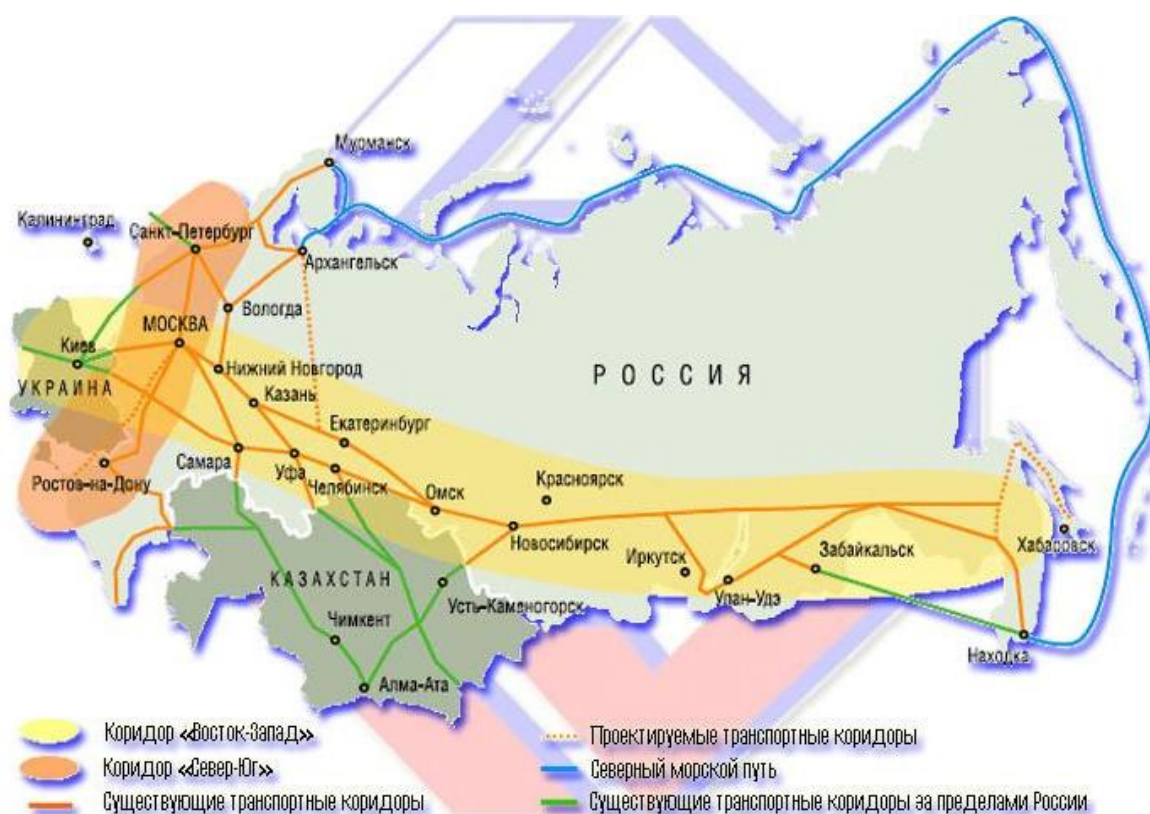 Мурманск
Калининград
Санкт-Петербург
Архангельск
Вологда
МОСКВА
Киев
УКРАИНА
Нижний Новгород
РОССИЯ
Казань
Екатеринбург
Самара
Уфа
Ростов-на-Дону
Челябинск
Омск
Красноярск
Новосибирск
Иркутск
Забайкальск
Хабаровск
Улан-Удэ
КАЗАХСТАН
Усть-Каменогорск
Чимкент
Находка
Алма-Ата
Коридор «Восток-Запад»
Коридор «Север-Юг»
Существующие транспортные коридоры
Проектируемые транспортные коридоры
Северный морской путь
Существующие транспортные коридоры за пределами России